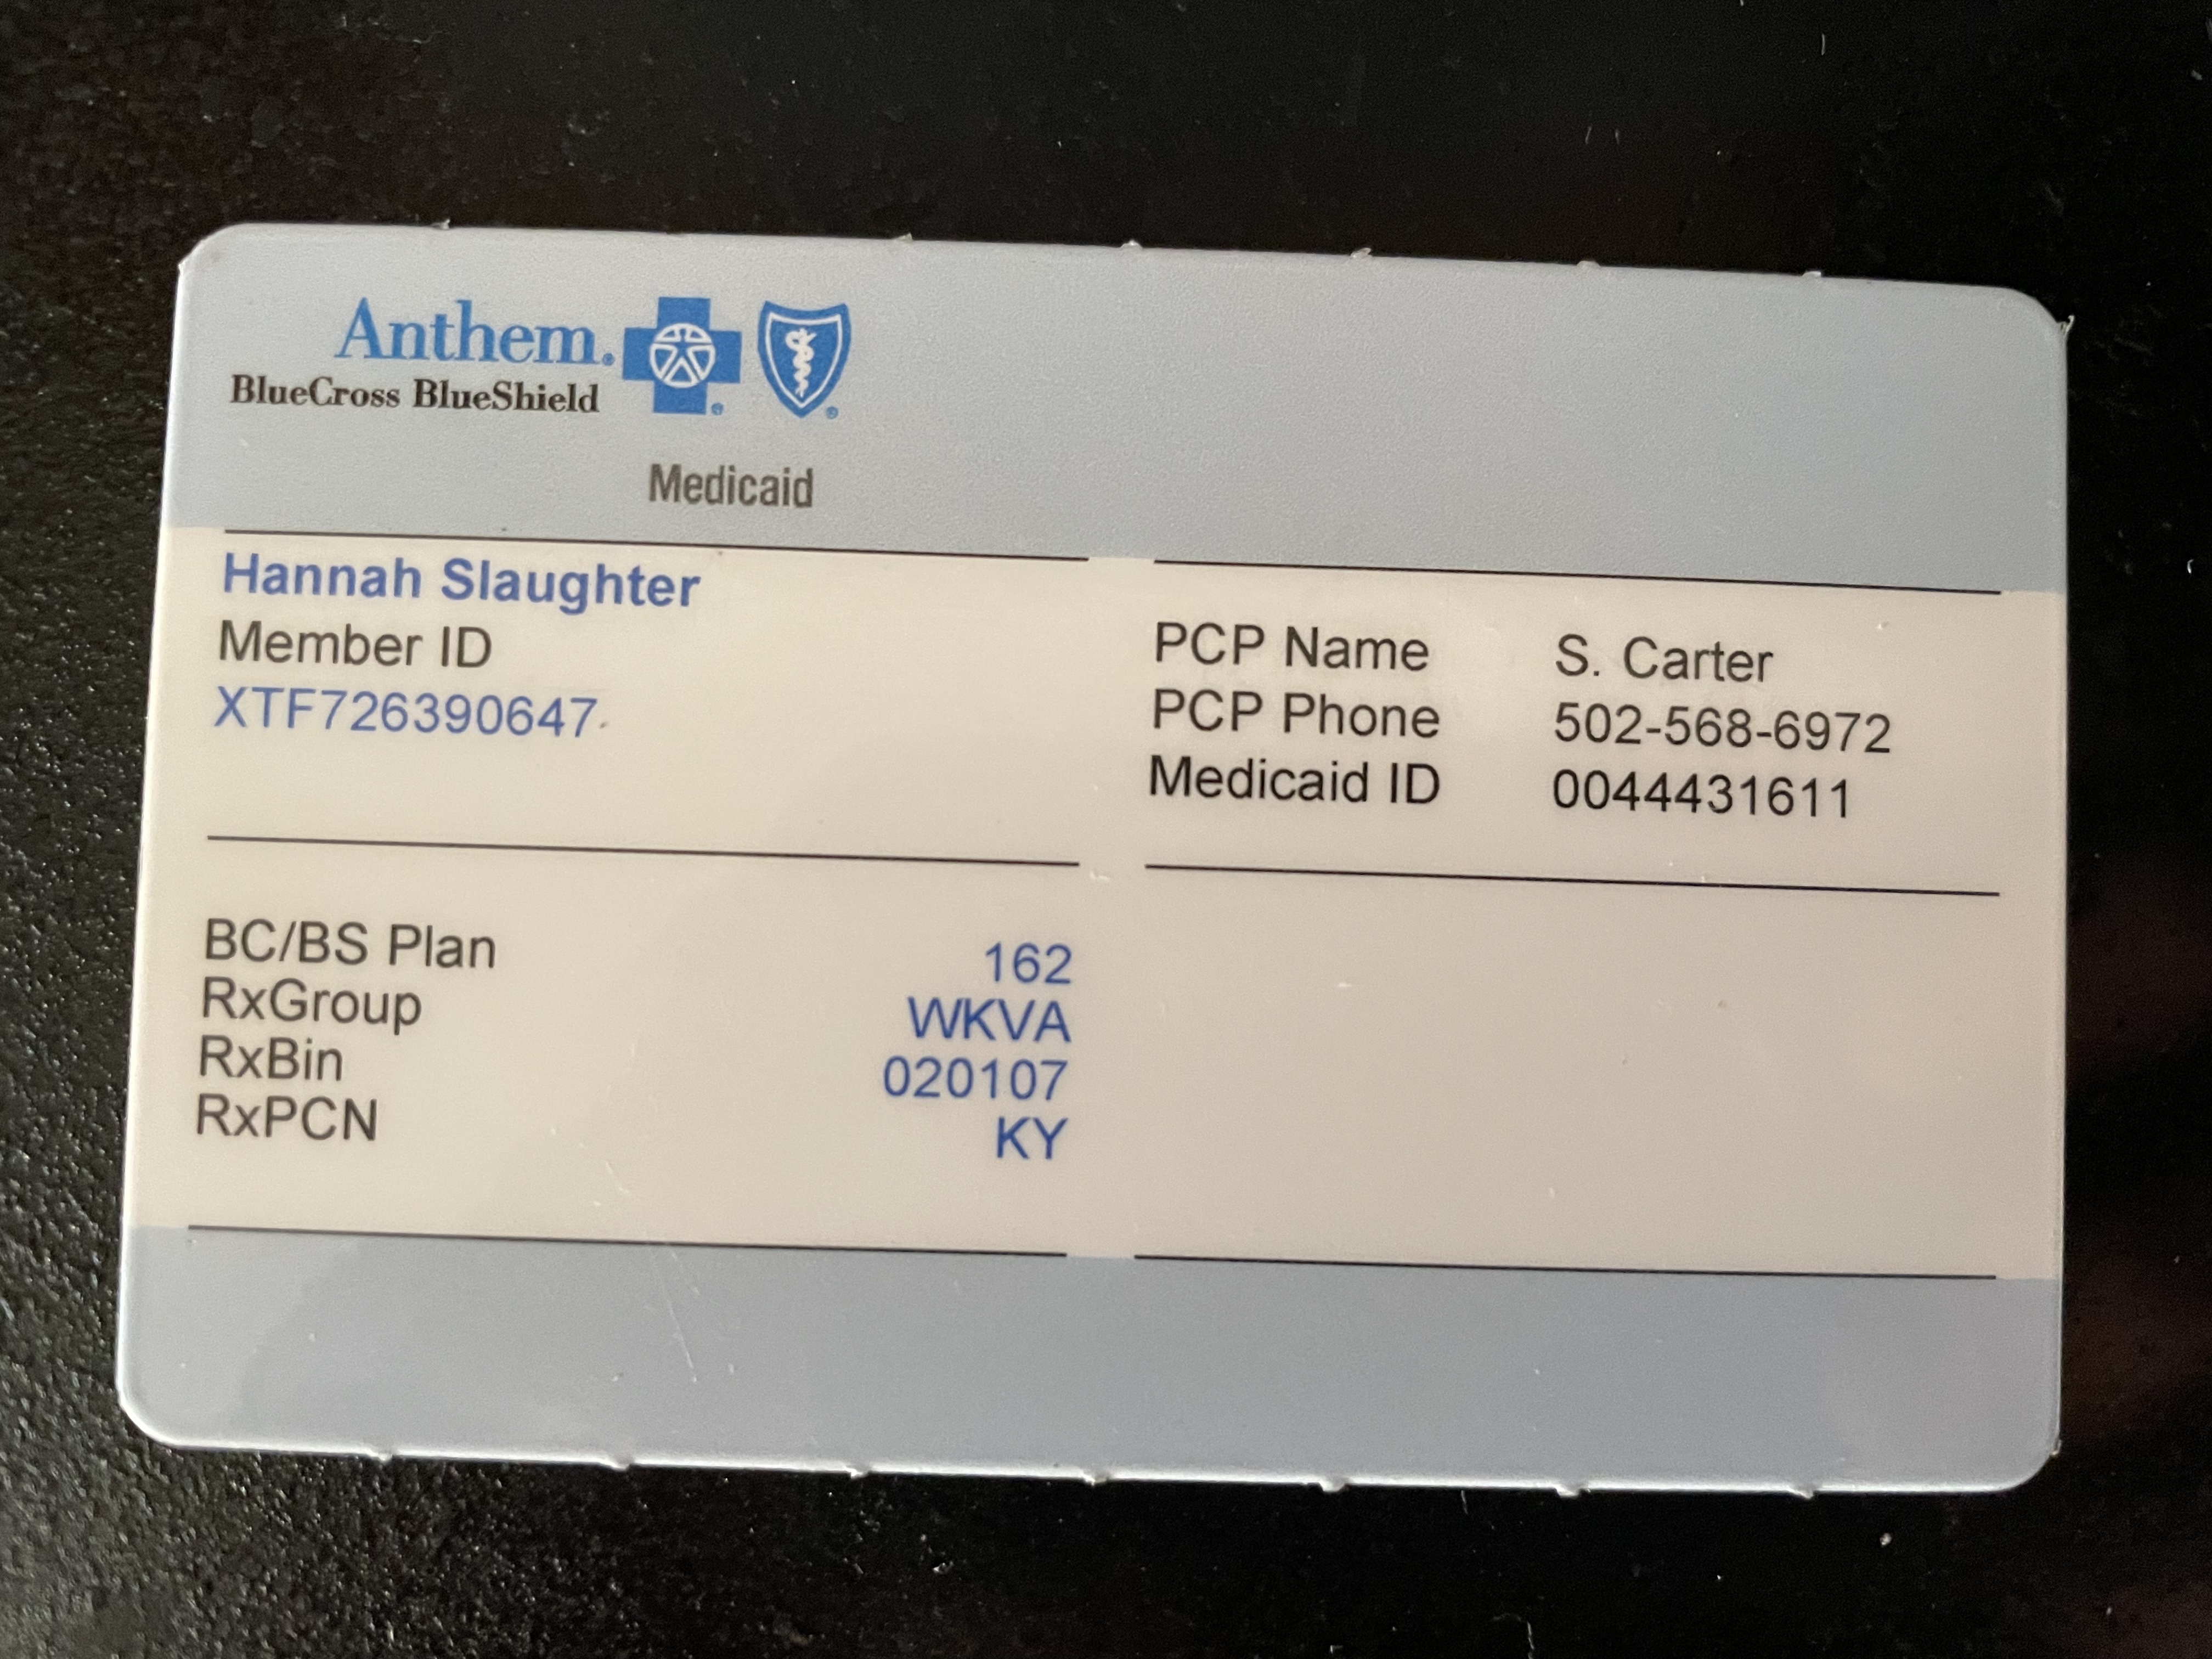 Anthem.
BlueCross BlueShield
Medicaid
Hannah Slaughter
Member ID
XTF726390647
PCP Name S. Carter
PCP Phone 502-568-6972
Medicaid ID 0044431611
BC/BS Plan 162
RxGroup WKVA
RxBin 020107
RxPCN KY